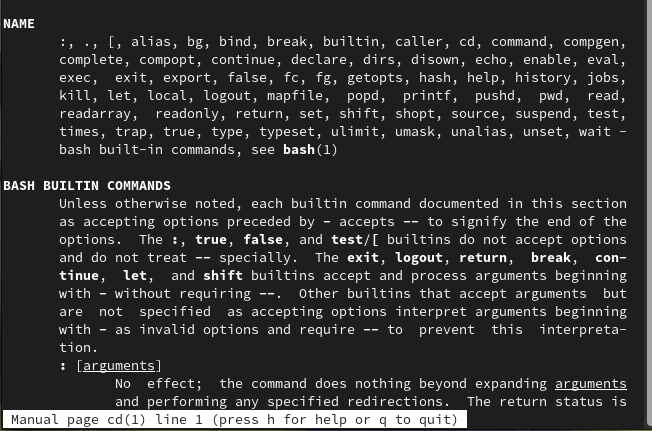 NAME
:, ., [, alias, bg, bind, break, builtin, caller, cd, command, compgen,
complete, compopt, continue, declare, dirs, disown, echo, enable, eval,
exec, exit, export, false, fc, fg, getopts, hash, help, history, jobs,
kill, let, local, logout, mapfile, popd, printf, pushd, pwd, read,
readarray, readonly, return, set, shift, shopt, source, suspend, test,
times, trap, true, type, typeset, ulimit, umask, unalias, unset, wait -
bash built-in commands, see bash(1)
BASH BUILTIN COMMANDS
Unless otherwise noted, each builtin command documented in this section
as accepting options preceded by - accepts -- to signify the end of the
options. The :, true, false, and test/[ builtins do not accept options
and do not treat -- specially. The exit, logout, return, break, con-
tinue, let, and shift builtins accept and process arguments beginning
with - without requiring --. Other builtins that accept arguments but
are not specified as accepting options interpret arguments beginning
with - as invalid options and require -- to prevent this interpreta-
tion.
: [arguments]
No effect; the command does nothing beyond expanding arguments
and performing any specified redirections. The return status is
Manual page cd(1) line 1 (press h for help or q to quit)